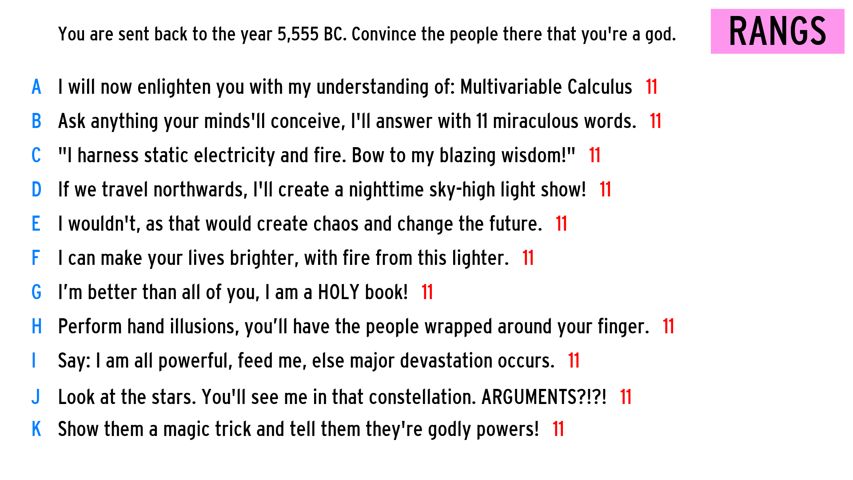 You are sent back to the year 5,555 BC. Convince the people there that you're a god.
RANGS
A I will now enlighten you with my understanding of: Multivariable Calculus 11
B Ask anything your minds'll conceive, I'll answer with 11 miraculous words. 11
C "I harness static electricity and fire. Bow to my blazing wisdom!" 11
D If we travel northwards, I'll create a nighttime sky-high light show! 11
E I wouldn't, as that would create chaos and change the future. 11
F I can make your lives brighter, with fire from this lighter. 11
G I’m better than all of you, I am a HOLY book! 11
H Perform hand illusions, you’ll have the people wrapped around your finger. 11
I Say: I am all powerful, feed me, else major devastation occurs. 11
J Look at the stars. You'll see me in that constellation. ARGUMENTS?!?! 11
K Show them a magic trick and tell them they're godly powers! 11